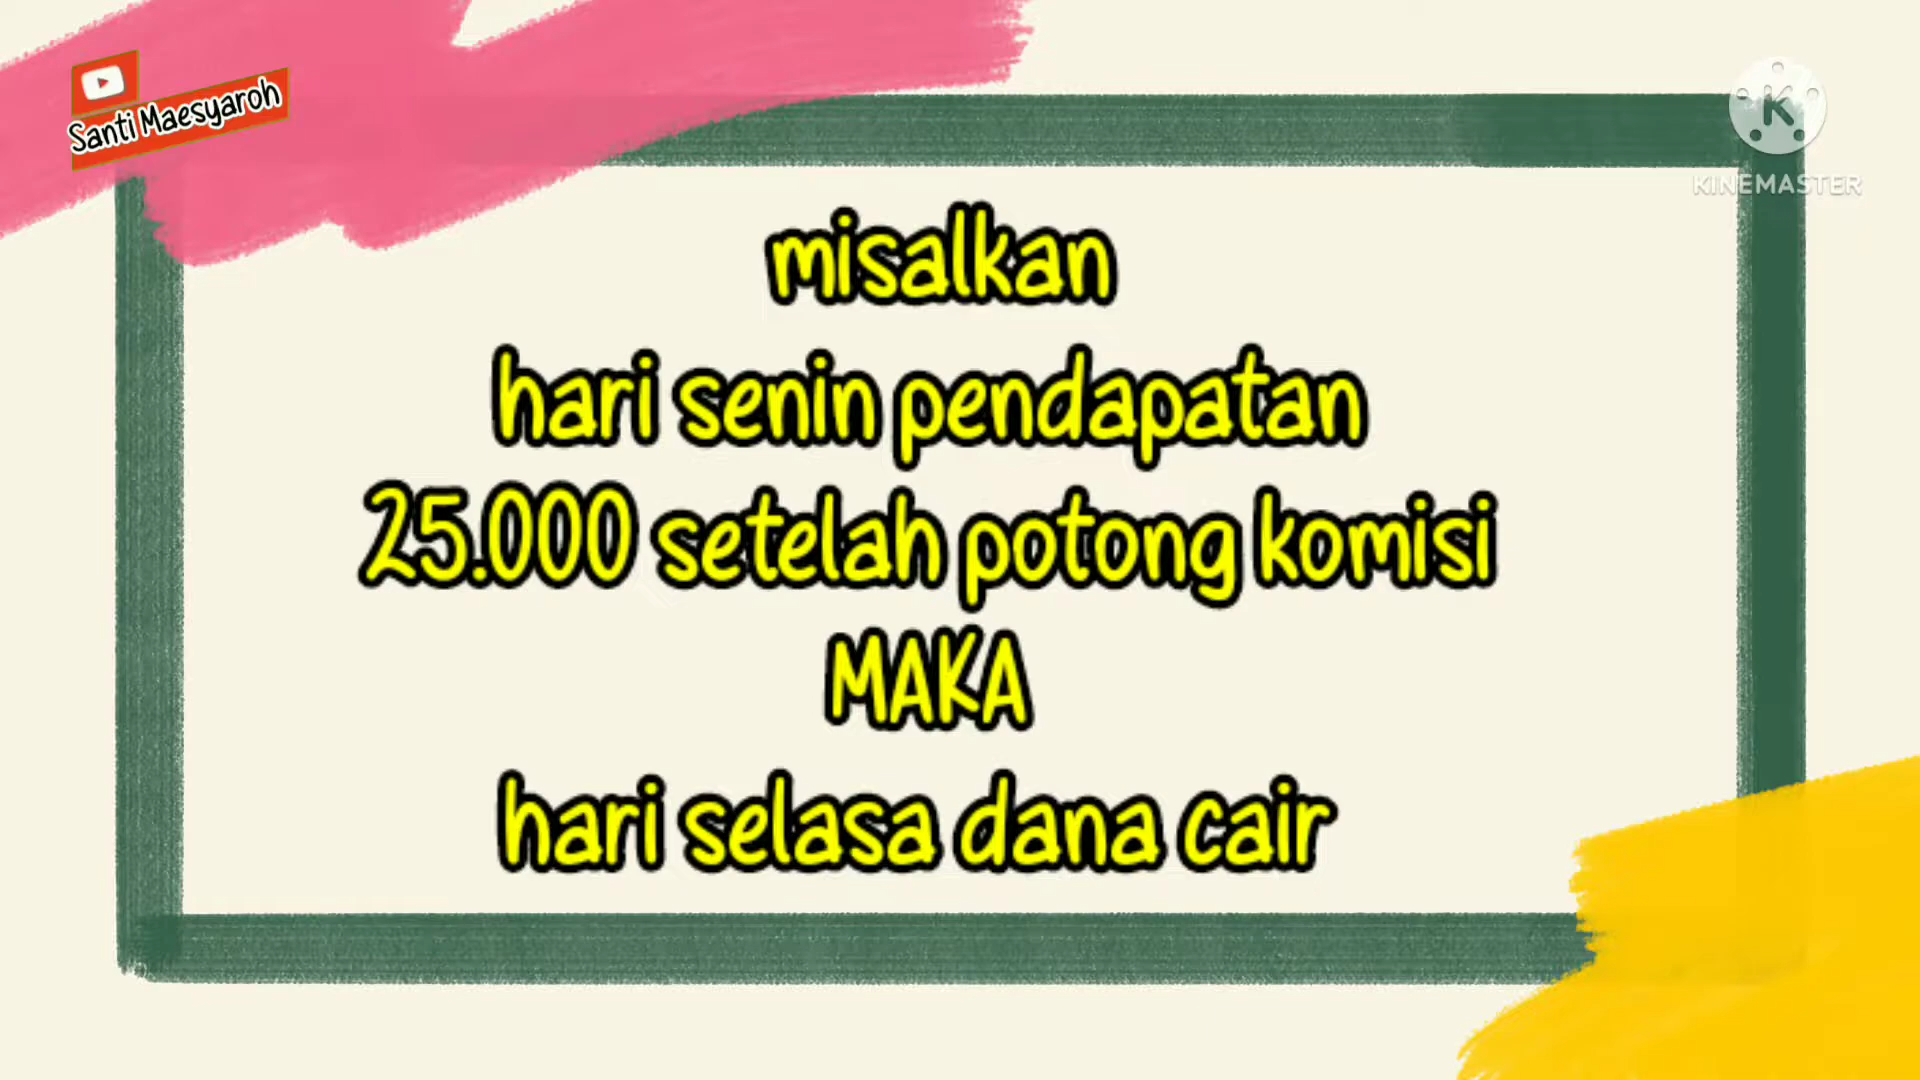 Santi Maesyaroh
KINEMASTER
misalkan
hari senin pendapatan
25.000 setelah potong komisi
MAKA
hari selasa dana cair